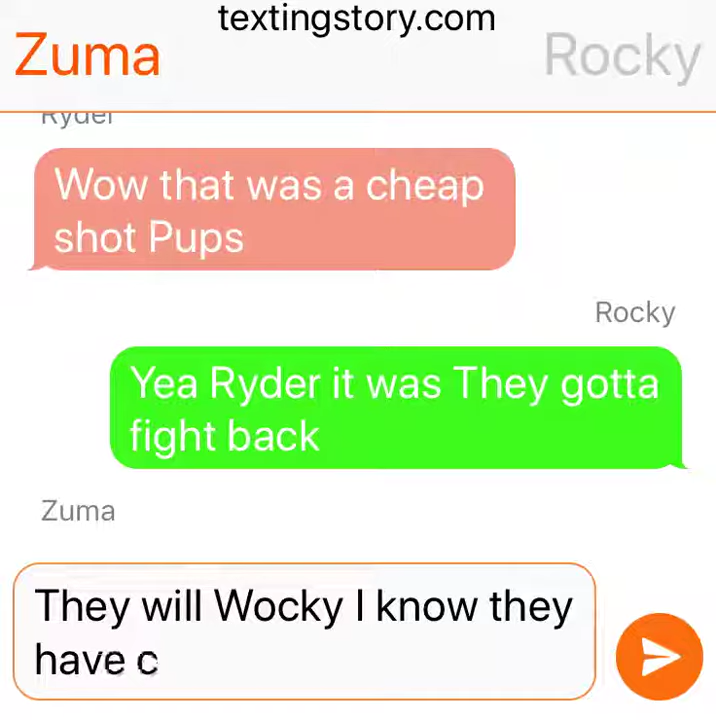 textingstory.com
Zuma
Rocky
Ryder
Wow that was a cheap
shot Pups
Rocky
Yea Ryder it was They gotta
fight back
Zuma
They will Wocky I know they
have c